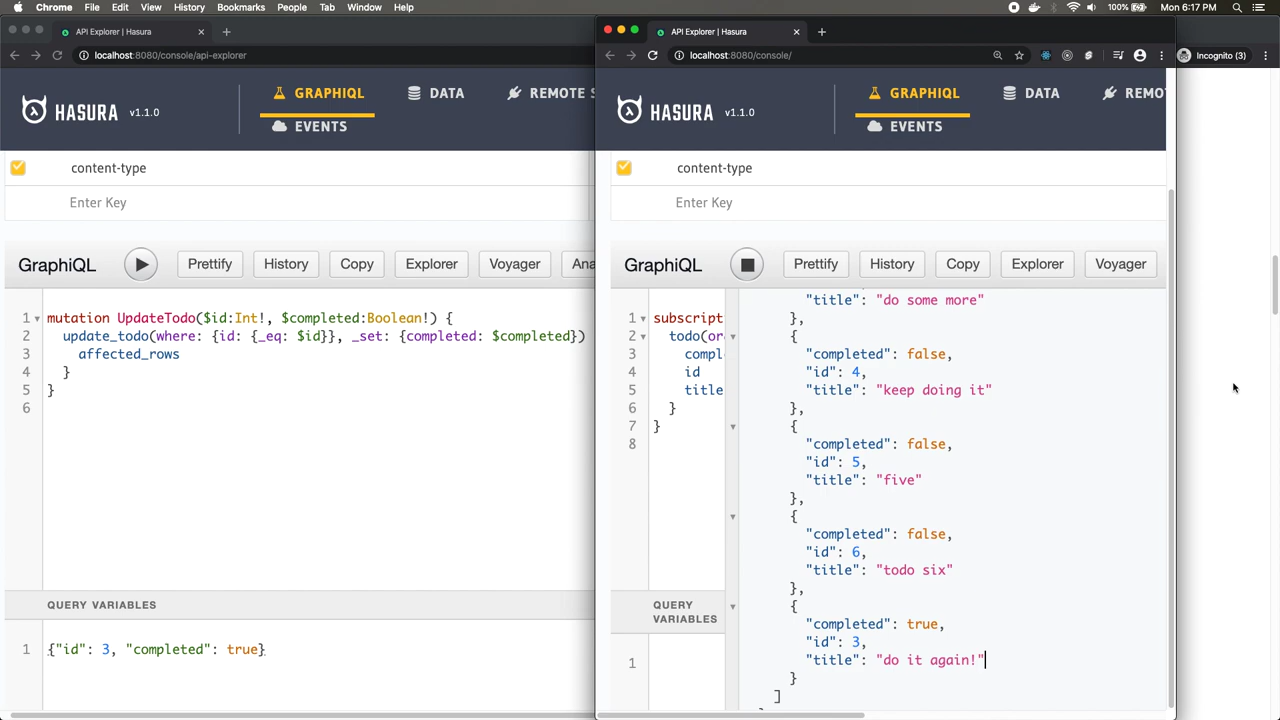 Chrome File Edit View History Bookmarks People Tab Window Help 100% Mon 6:17 PM
API Explorer | Hasura
localhost:8080/console/api-explorer
HASURA v1.1.0
GRAPHIQL
DATA
REMOTE S
EVENTS
content-type
Enter Key
GraphiQL
Prettify
History
Copy
Explorer
Voyager
Ana
1 mutation UpdateTodo($id:Int!, $completed:Boolean!) {
2 update_todo(where: {id: {_eq: $id}}, _set: {completed: $completed})
3 affected_rows
4 }
5 }
6
QUERY VARIABLES
1 {"id": 3, "completed": true}
API Explorer | Hasura
localhost:8080/console/
Incognito (3)
HASURA v1.1.0
GRAPHIQL
DATA
REMO
EVENTS
content-type
Enter Key
GraphiQL
Prettify
History
Copy
Explorer
Voyager
1 subscript
2 todo(or
3 compl
4 id
5 title
6 }
7 }
8
QUERY
VARIABLES
1
"title": "do some more"
},
{
"completed": false,
"id": 4,
"title": "keep doing it"
},
{
"completed": false,
"id": 5,
"title": "five"
},
{
"completed": false,
"id": 6,
"title": "todo six"
},
{
"completed": true,
"id": 3,
"title": "do it again!"
}
]